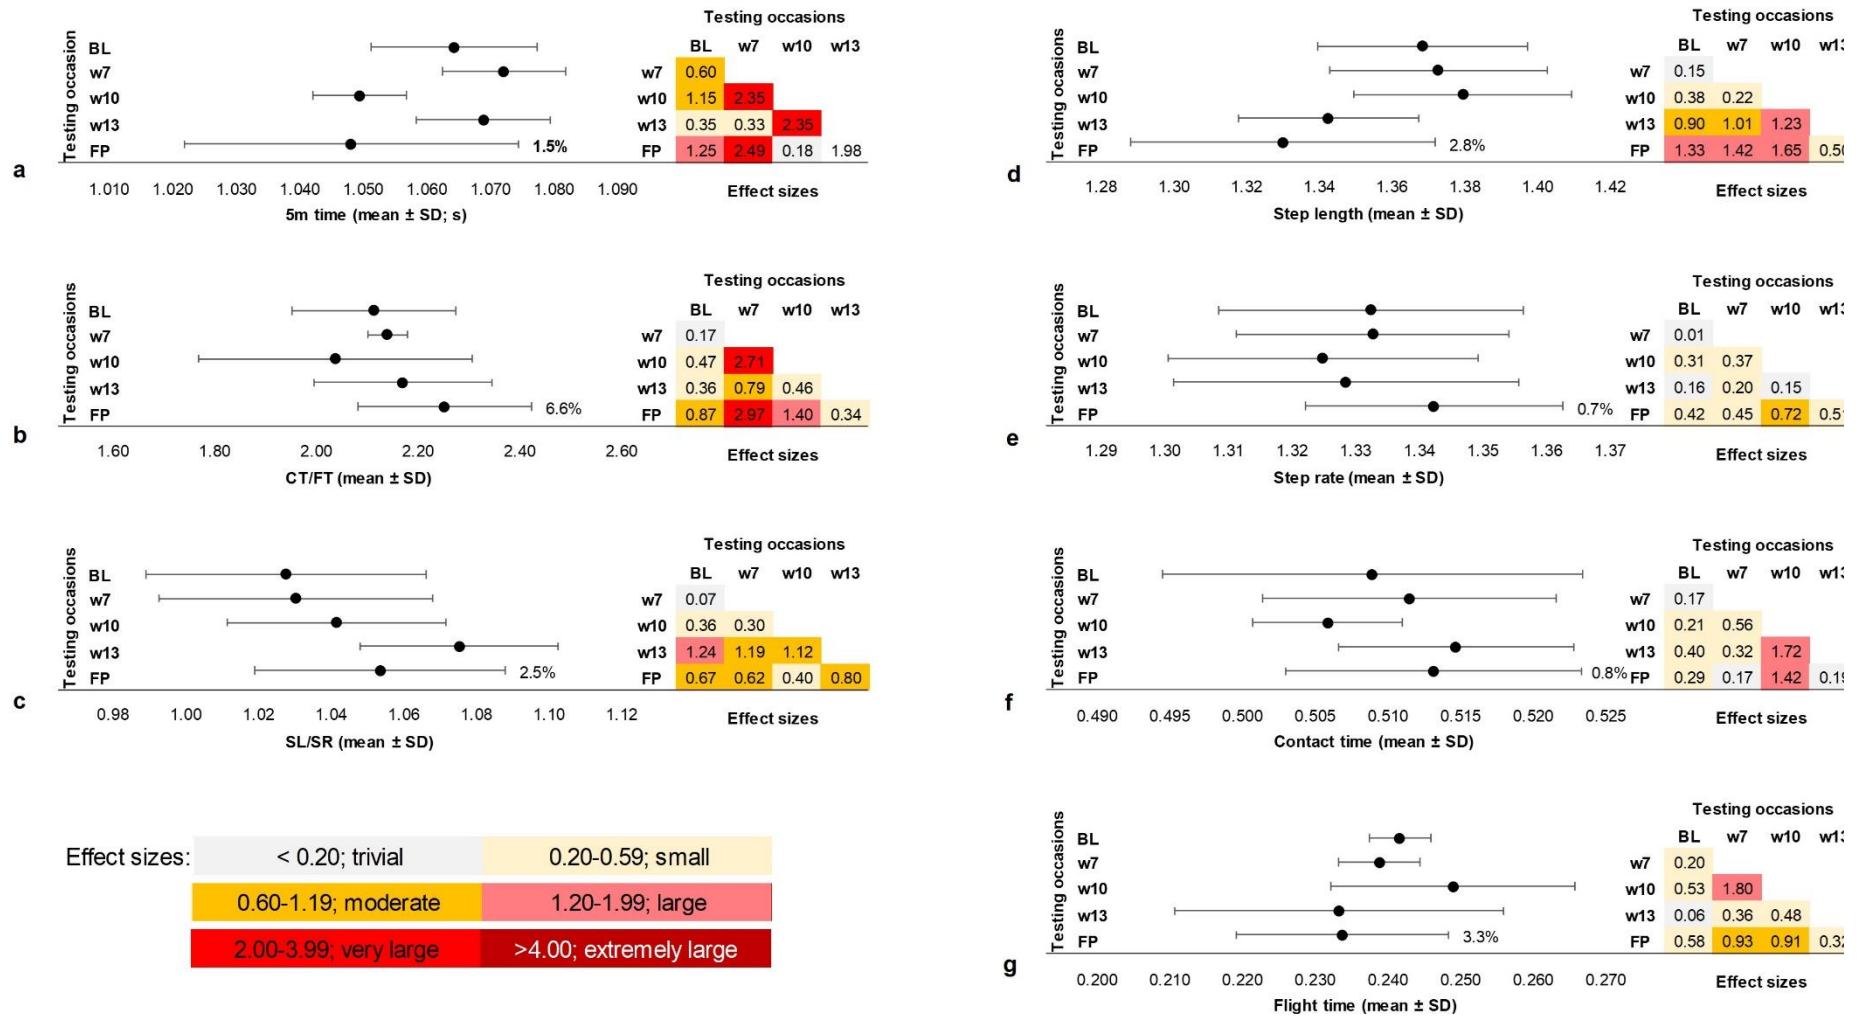 Testing occasions
BL w7 w10 w13
Testing occasion
BL
w7
w10
w13
FP
1.5%
w7 0.60
w10 1.15 2.35
w13 0.35 0.33 2.35
FP 1.25 2.49 0.18 1.98
a
1.010 1.020 1.030 1.040 1.050 1.060 1.070 1.080 1.090
5m time (mean ± SD; s)
Effect sizes
Testing occasions
BL w7 w10 w13
Testing occasions
BL
w7
w10
w13
FP
6.6%
w7 0.17
w10 0.47 2.71
w13 0.36 0.79 0.46
FP 0.87 2.97 1.40 0.34
b
1.60 1.80 2.00 2.20 2.40 2.60
CT/FT (mean ± SD)
Effect sizes
Testing occasions
BL w7 w10 w13
Testing occasions
BL
w7
w10
w13
FP
2.5%
w7 0.07
w10 0.36 0.30
w13 1.24 1.19 1.12
FP 0.67 0.62 0.40 0.80
c
0.98 1.00 1.02 1.04 1.06 1.08 1.10 1.12
SL/SR (mean ± SD)
Effect sizes
Effect sizes:
< 0.20; trivial
0.20-0.59; small
0.60-1.19; moderate
1.20-1.99; large
2.00-3.99; very large
>4.00; extremely large
Testing occasions
BL w7 w10
Testing occasions
BL
w7
w10
w13
FP
2.8%
w7 0.15
w10 0.38 0.22
w13 0.90 1.01 1.23
FP 1.33 1.42 1.65 0.50
d
1.28 1.30 1.32 1.34 1.36 1.38 1.40 1.42
Step length (mean ± SD)
Effect sizes
Testing occasions
BL w7 w10
Testing occasions
BL
w7
w10
w13
FP
0.7%
w7 0.01
w10 0.31 0.37
w13 0.16 0.20 0.15
FP 0.42 0.45 0.72
e
1.29 1.30 1.31 1.32 1.33 1.34 1.35 1.36 1.37
Step rate (mean ± SD)
Effect sizes
Testing occasions
BL w7 w10
Testing occasions
BL
w7
w10
w13
FP
0.8%
w7 0.17
w10 0.21 0.56
w13 0.40 0.32 1.72
FP 0.29 0.17 1.42
f
0.490 0.495 0.500 0.505 0.510 0.515 0.520 0.525
Contact time (mean ± SD)
Effect sizes
Testing occasions
BL w7 w10
Testing occasions
BL
w7
w10
w13
FP
3.3%
w7 0.20
w10 0.53 1.80
w13 0.06 0.36 0.48
FP 0.58 0.93 0.91
g
0.200 0.210 0.220 0.230 0.240 0.250 0.260 0.270
Flight time (mean ± SD)
Effect sizes